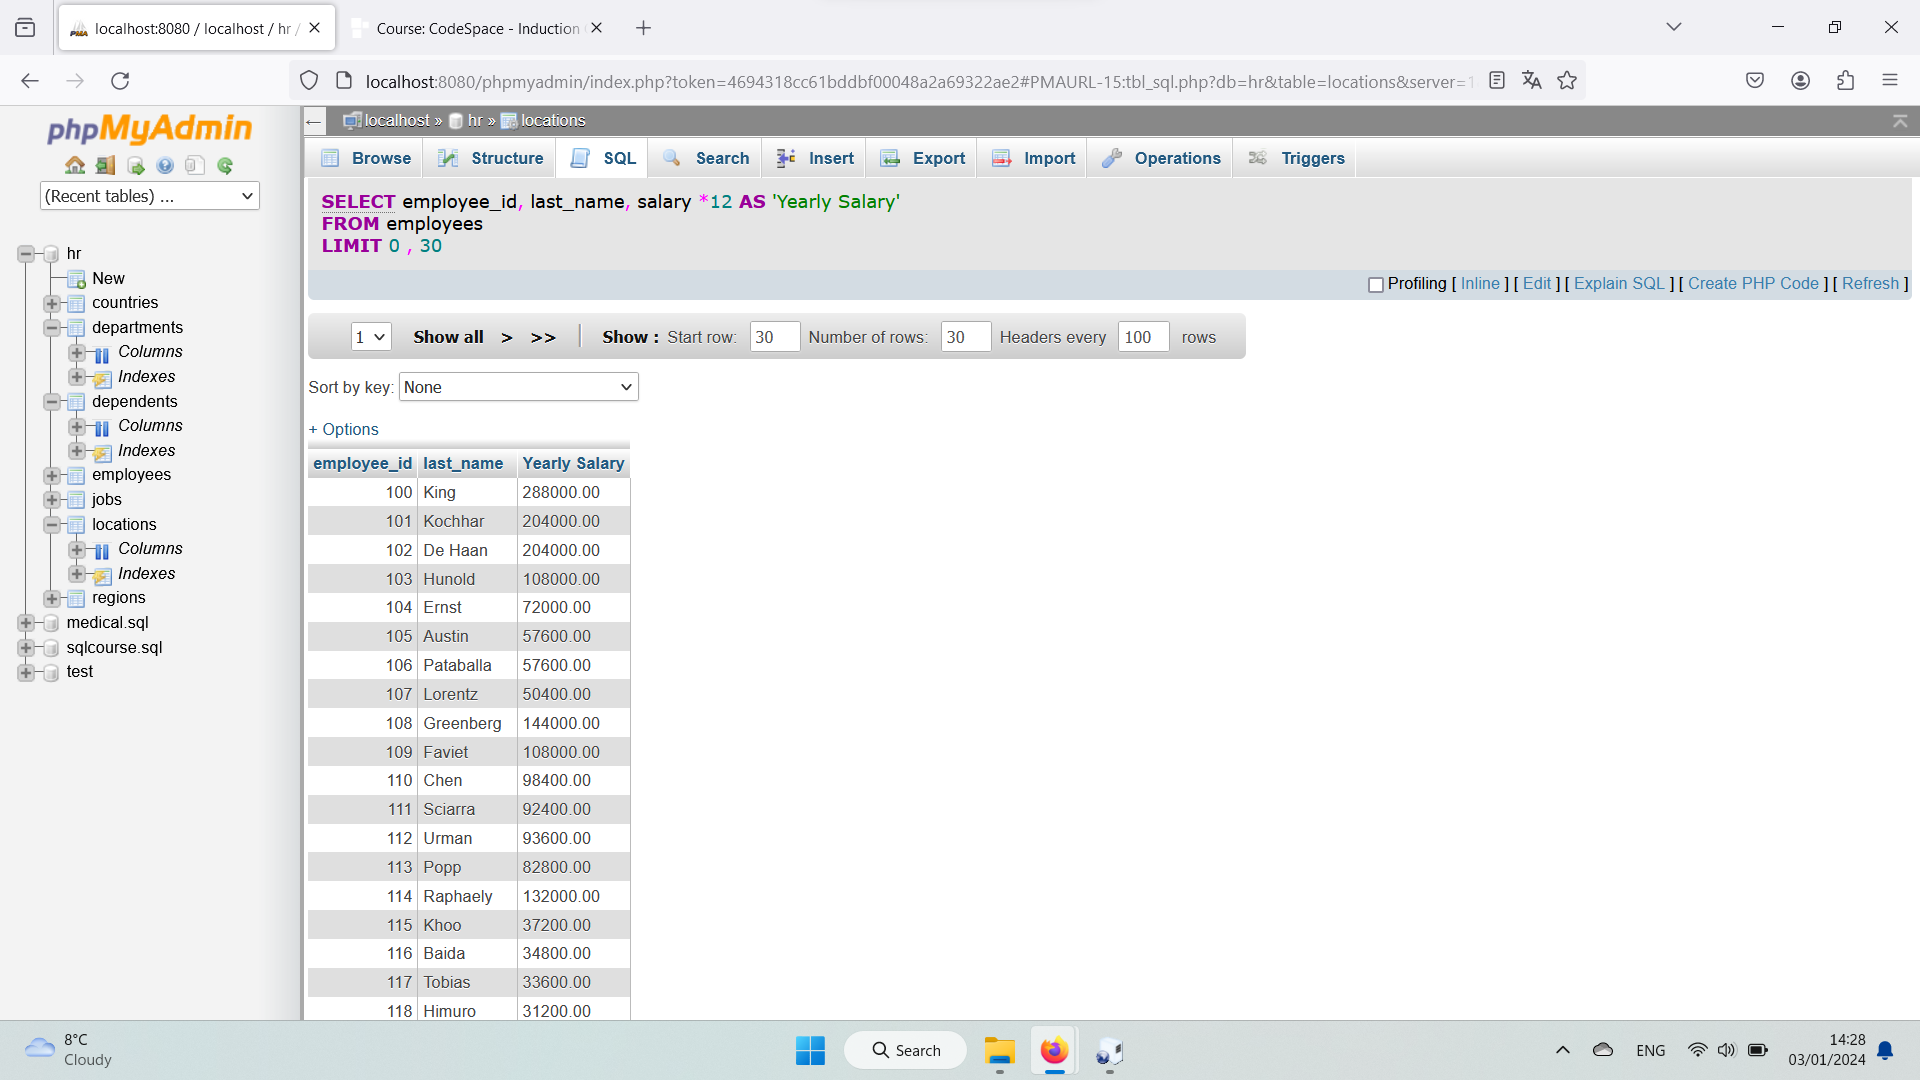 localhost:8080 / localhost / hr /
Course: CodeSpace - Induction
localhost:8080/phpmyadmin/index.php?token=4694318cc61bddbf00048a2a69322ae2#PMAURL-15:tbl_sql.php?db=hr&table=locations&server=1
phpMyAdmin
(Recent tables) ...
hr
New
countries
departments
Columns
Indexes
dependents
Columns
Indexes
employees
jobs
locations
Columns
Indexes
regions
medical.sql
sqlcourse.sql
test
localhost » hr » locations
Browse Structure SQL Search Insert Export Import Operations Triggers
SELECT employee_id, last_name, salary *12 AS 'Yearly Salary'
FROM employees
LIMIT 0 , 30
Profiling [ Inline ] [ Edit ] [ Explain SQL ] [ Create PHP Code ] [ Refresh ]
1 Show all > >> | Show : Start row: 30 Number of rows: 30 Headers every 100 rows
Sort by key: None
+ Options
employee_id last_name Yearly Salary
100 King 288000.00
101 Kochhar 204000.00
102 De Haan 204000.00
103 Hunold 108000.00
104 Ernst 72000.00
105 Austin 57600.00
106 Pataballa 57600.00
107 Lorentz 50400.00
108 Greenberg 144000.00
109 Faviet 108000.00
110 Chen 98400.00
111 Sciarra 92400.00
112 Urman 93600.00
113 Popp 82800.00
114 Raphaely 132000.00
115 Khoo 37200.00
116 Baida 34800.00
117 Tobias 33600.00
118 Himuro 31200.00
8°C
Cloudy
Search
ENG
14:28
03/01/2024